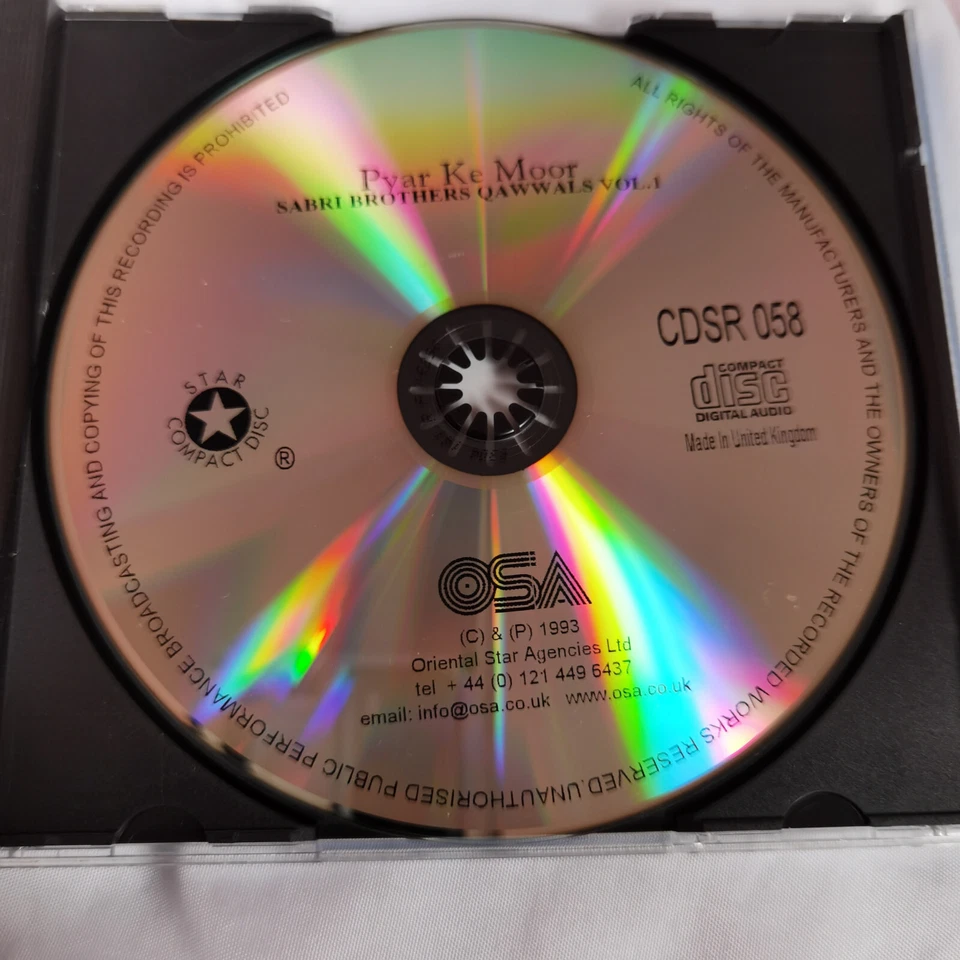 Pyar Ke Moor
SABRI BROTHERS QAWWALS VOL.1
CDSR 058
COMPACT
disc
DIGITAL AUDIO
Made In United Kingdom
STAR
COMPACT DISC
®
OSA
(C) & (P) 1993
Oriental Star Agencies Ltd
tel + 44 (0) 121 449 6437
email: info@osa.co.uk www.osa.co.uk
ALL RIGHTS OF THE MANUFACTURERS AND THE OWNERS OF THE RECORDED WORKS RESERVED.UNAUTHORISED PUBLIC PERFORMANCE BROADCASTING AND COPYING OF THIS RECORDING IS PROHIBITED